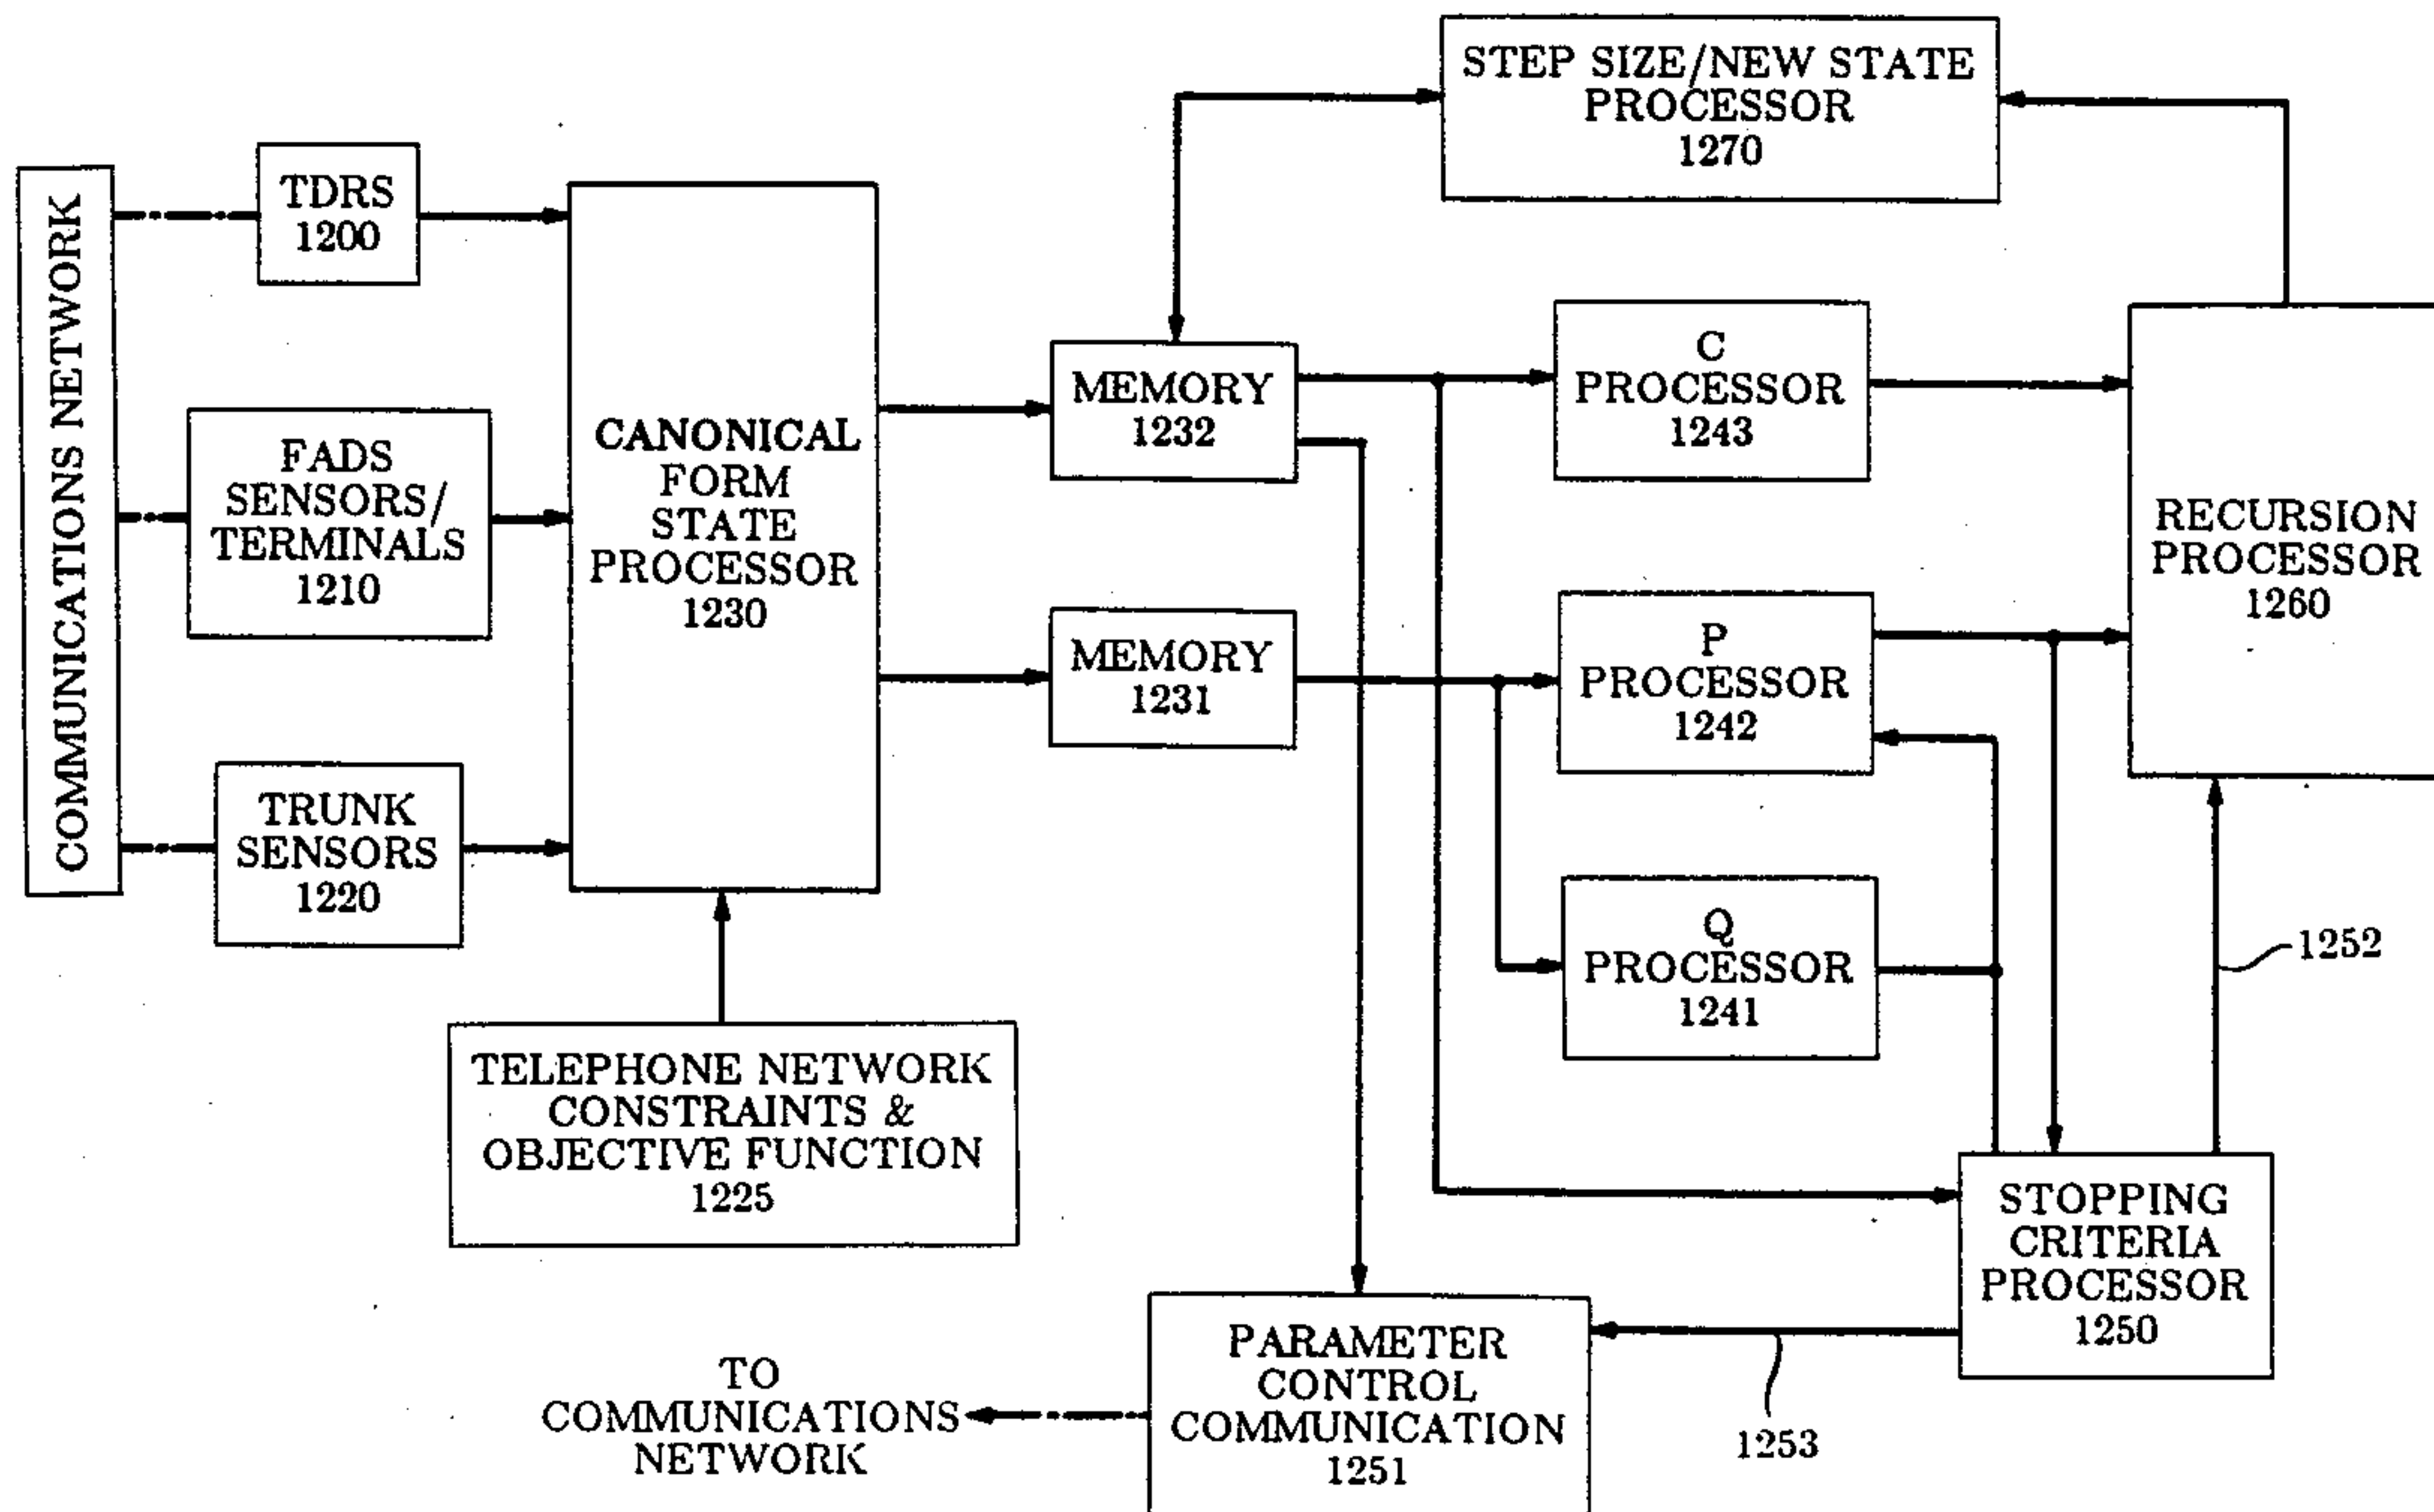 COMMUNICATIONS NETWORK
TDRS
1200
FADS
SENSORS/
TERMINALS
1210
TRUNK
SENSORS
1220
CANONICAL
FORM
STATE
PROCESSOR
1230
TELEPHONE NETWORK
CONSTRAINTS &
OBJECTIVE FUNCTION
1225
MEMORY
1232
MEMORY
1231
STEP SIZE/NEW STATE
PROCESSOR
1270
C
PROCESSOR
1243
P
PROCESSOR
1242
Q
PROCESSOR
1241
RECURSION
PROCESSOR
1260
1252
STOPPING
CRITERIA
PROCESSOR
1250
1253
PARAMETER
CONTROL
COMMUNICATION
1251
TO
COMMUNICATIONS
NETWORK